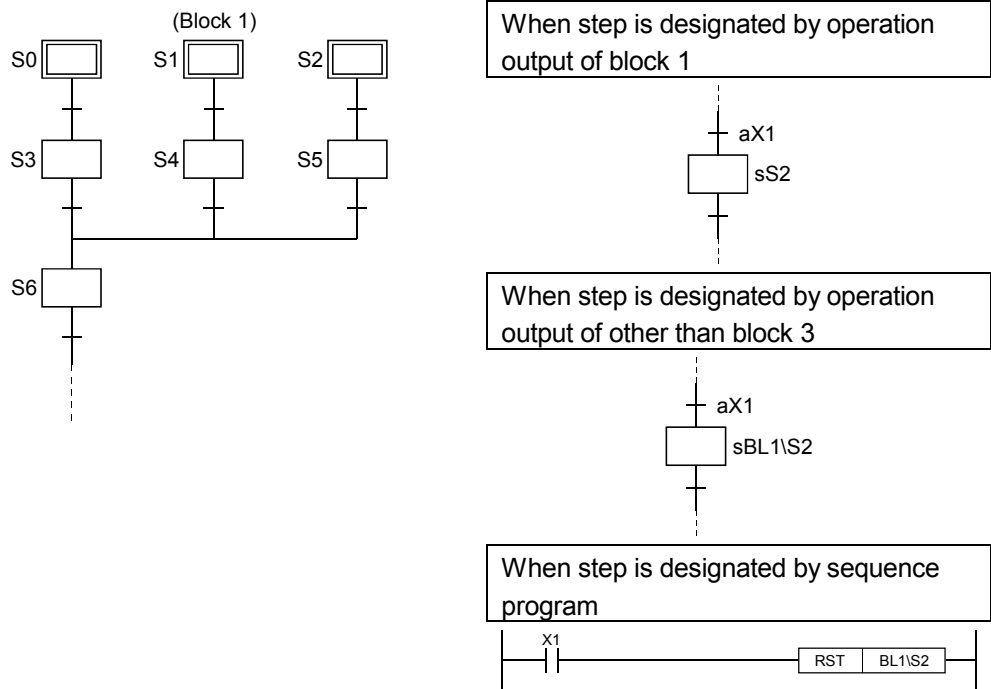 (Block 1)
S0
S1
S2
S3
S4
S5
S6
When step is designated by operation
output of block 1
aX1
sS2
When step is designated by operation
output of other than block 3
aX1
sBL1\S2
When step is designated by sequence
program
X1
RST
BL1\S2